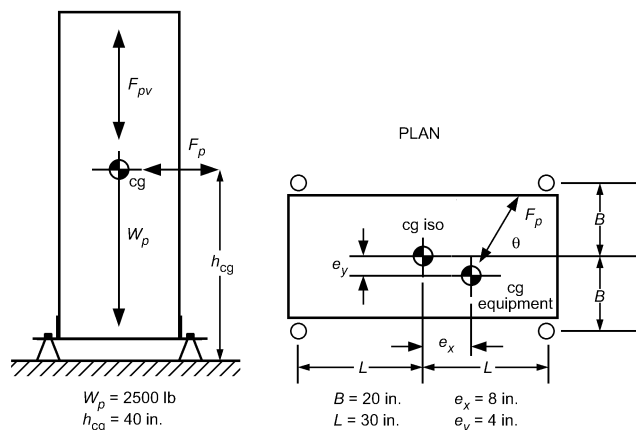 F_pv
F_p
cg
W_p
h_cg
W_p = 2500 lb
h_cg = 40 in.
PLAN
cg iso
F_p
θ
e_y
cg
equipment
B
B
e_x
L
L
B = 20 in.
e_x = 8 in.
L = 30 in.
e_y = 4 in.